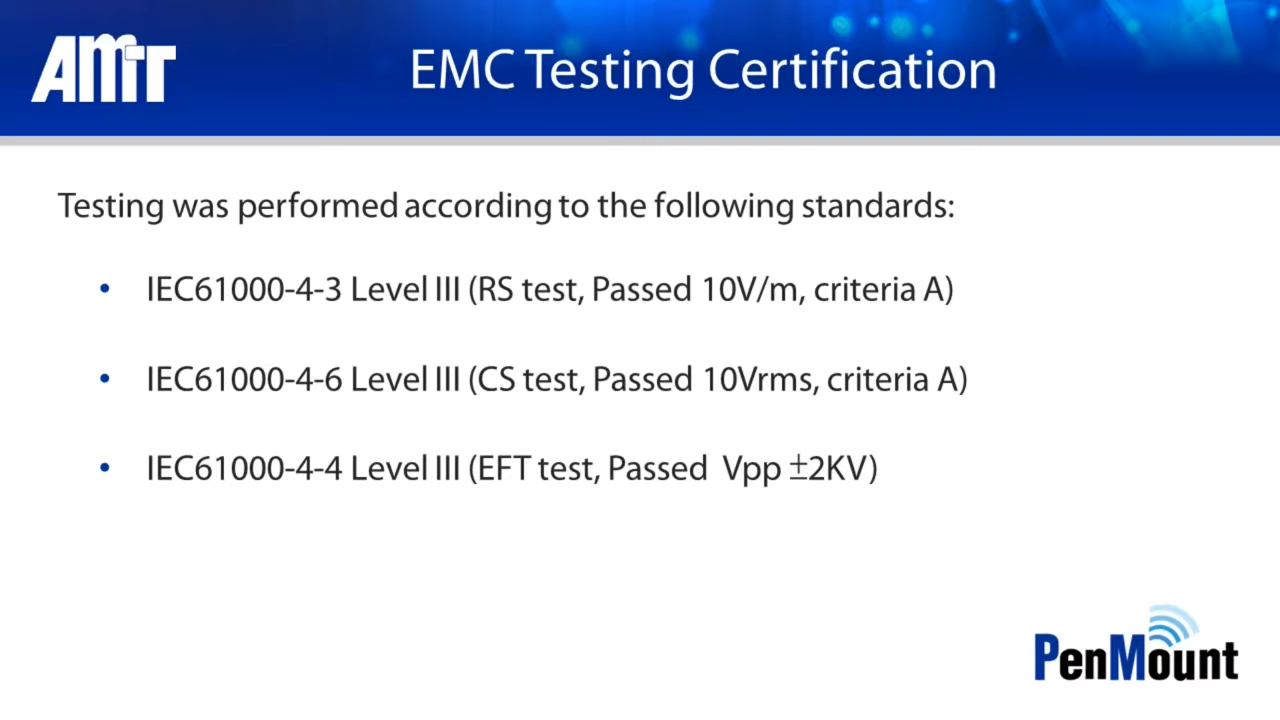 AMT
EMC Testing Certification
Testing was performed according to the following standards:
• IEC61000-4-3 Level III (RS test, Passed 10V/m, criteria A)
• IEC61000-4-6 Level III (CS test, Passed 10Vrms, criteria A)
• IEC61000-4-4 Level III (EFT test, Passed Vpp ±2KV)
PenMount